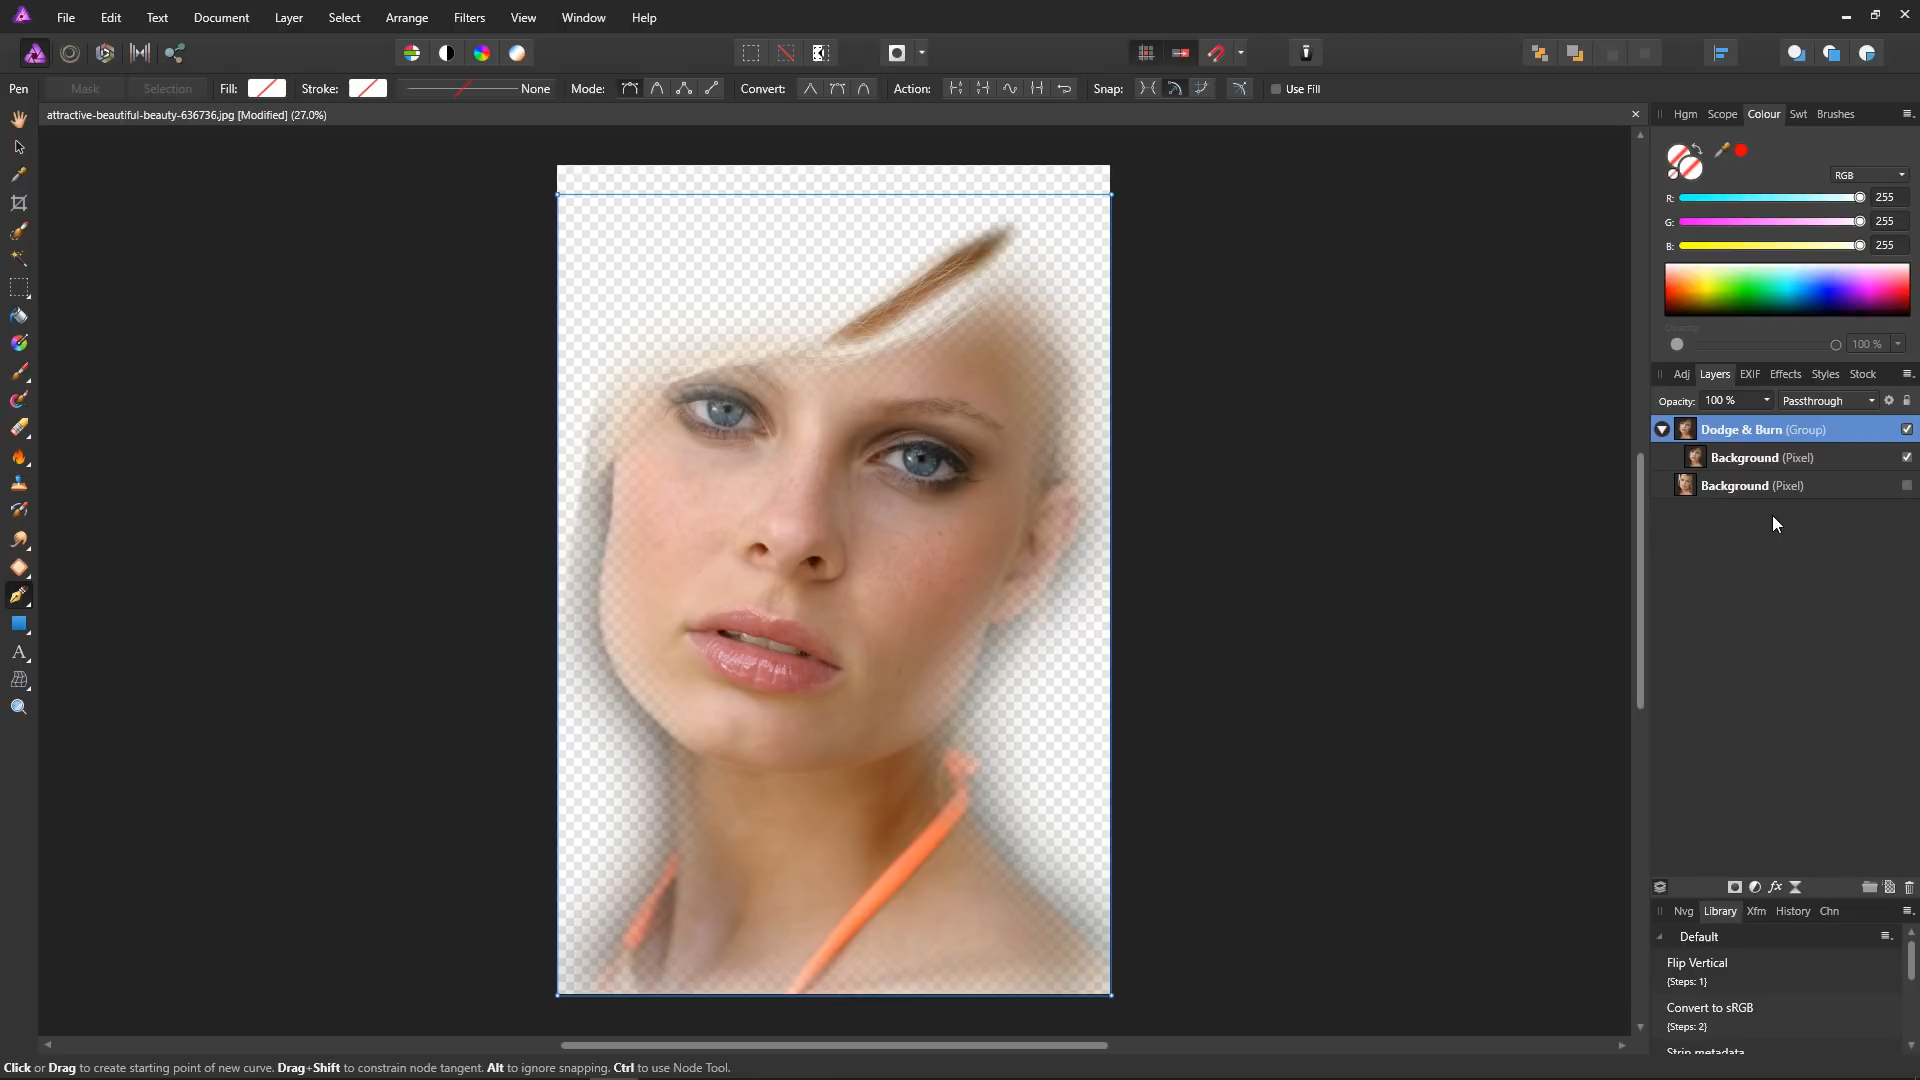 File Edit Text Document Layer Select Arrange Filters View Window Help
Pen Mask Selection Fill: Stroke: None Mode: Convert: Action: Snap: Use Fill
attractive-beautiful-beauty-636736.jpg [Modified] (27.0%)
Hgm Scope Colour Swt Brushes
RGB
R: 255
G: 255
B: 255
Opacity
100 %
Adj Layers EXIF Effects Styles Stock
Opacity: 100 % Passthrough
Dodge & Burn (Group)
Background (Pixel)
Background (Pixel)
Nvg Library Xfm History Chn
Default
Flip Vertical
{Steps: 1}
Convert to sRGB
{Steps: 2}
Strip metadata
Click or Drag to create starting point of new curve. Drag+Shift to constrain node tangent. Alt to ignore snapping. Ctrl to use Node Tool.